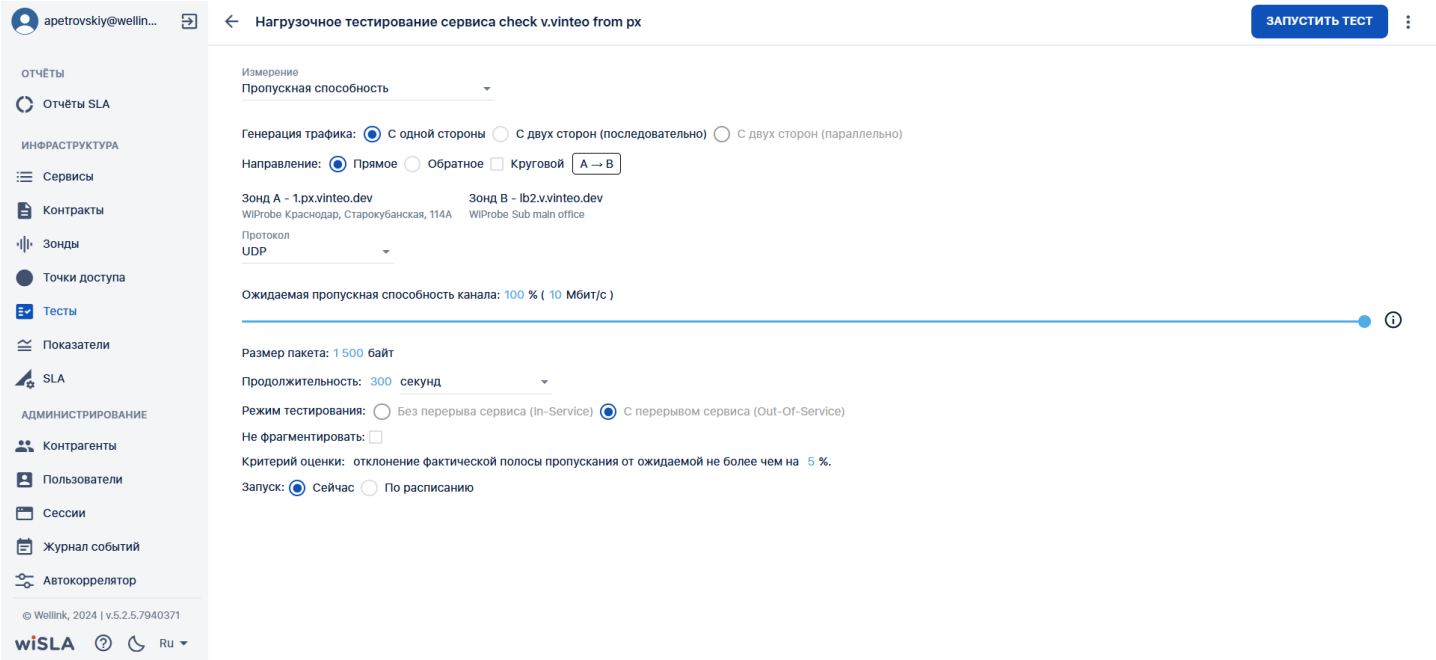 apetrovskiy@wellin...
ОТЧЁТЫ
Отчёты SLA
ИНФРАСТРУКТУРА
Сервисы
Контракты
Зонды
Точки доступа
Тесты
Показатели
SLA
АДМИНИСТРИРОВАНИЕ
Контрагенты
Пользователи
Сессии
Журнал событий
Автокоррелятор
© Wellink, 2024 | v.5.2.5.7940371
wiSLA Ru
Нагрузочное тестирование сервиса check v.vinteo from px
ЗАПУСТИТЬ ТЕСТ
Измерение
Пропускная способность
Генерация трафика: С одной стороны С двух сторон (последовательно) С двух сторон (параллельно)
Направление: Прямое Обратное Круговой A → B
Зонд A - 1.px.vinteo.dev Зонд B - lb2.v.vinteo.dev
WiProbe Краснодар, Старокубанская, 114А WiProbe Sub main office
Протокол
UDP
Ожидаемая пропускная способность канала: 100 % ( 10 Мбит/с )
Размер пакета: 1 500 байт
Продолжительность: 300 секунд
Режим тестирования: Без перерыва сервиса (In-Service) С перерывом сервиса (Out-Of-Service)
Не фрагментировать:
Критерий оценки: отклонение фактической полосы пропускания от ожидаемой не более чем на 5 %.
Запуск: Сейчас По расписанию